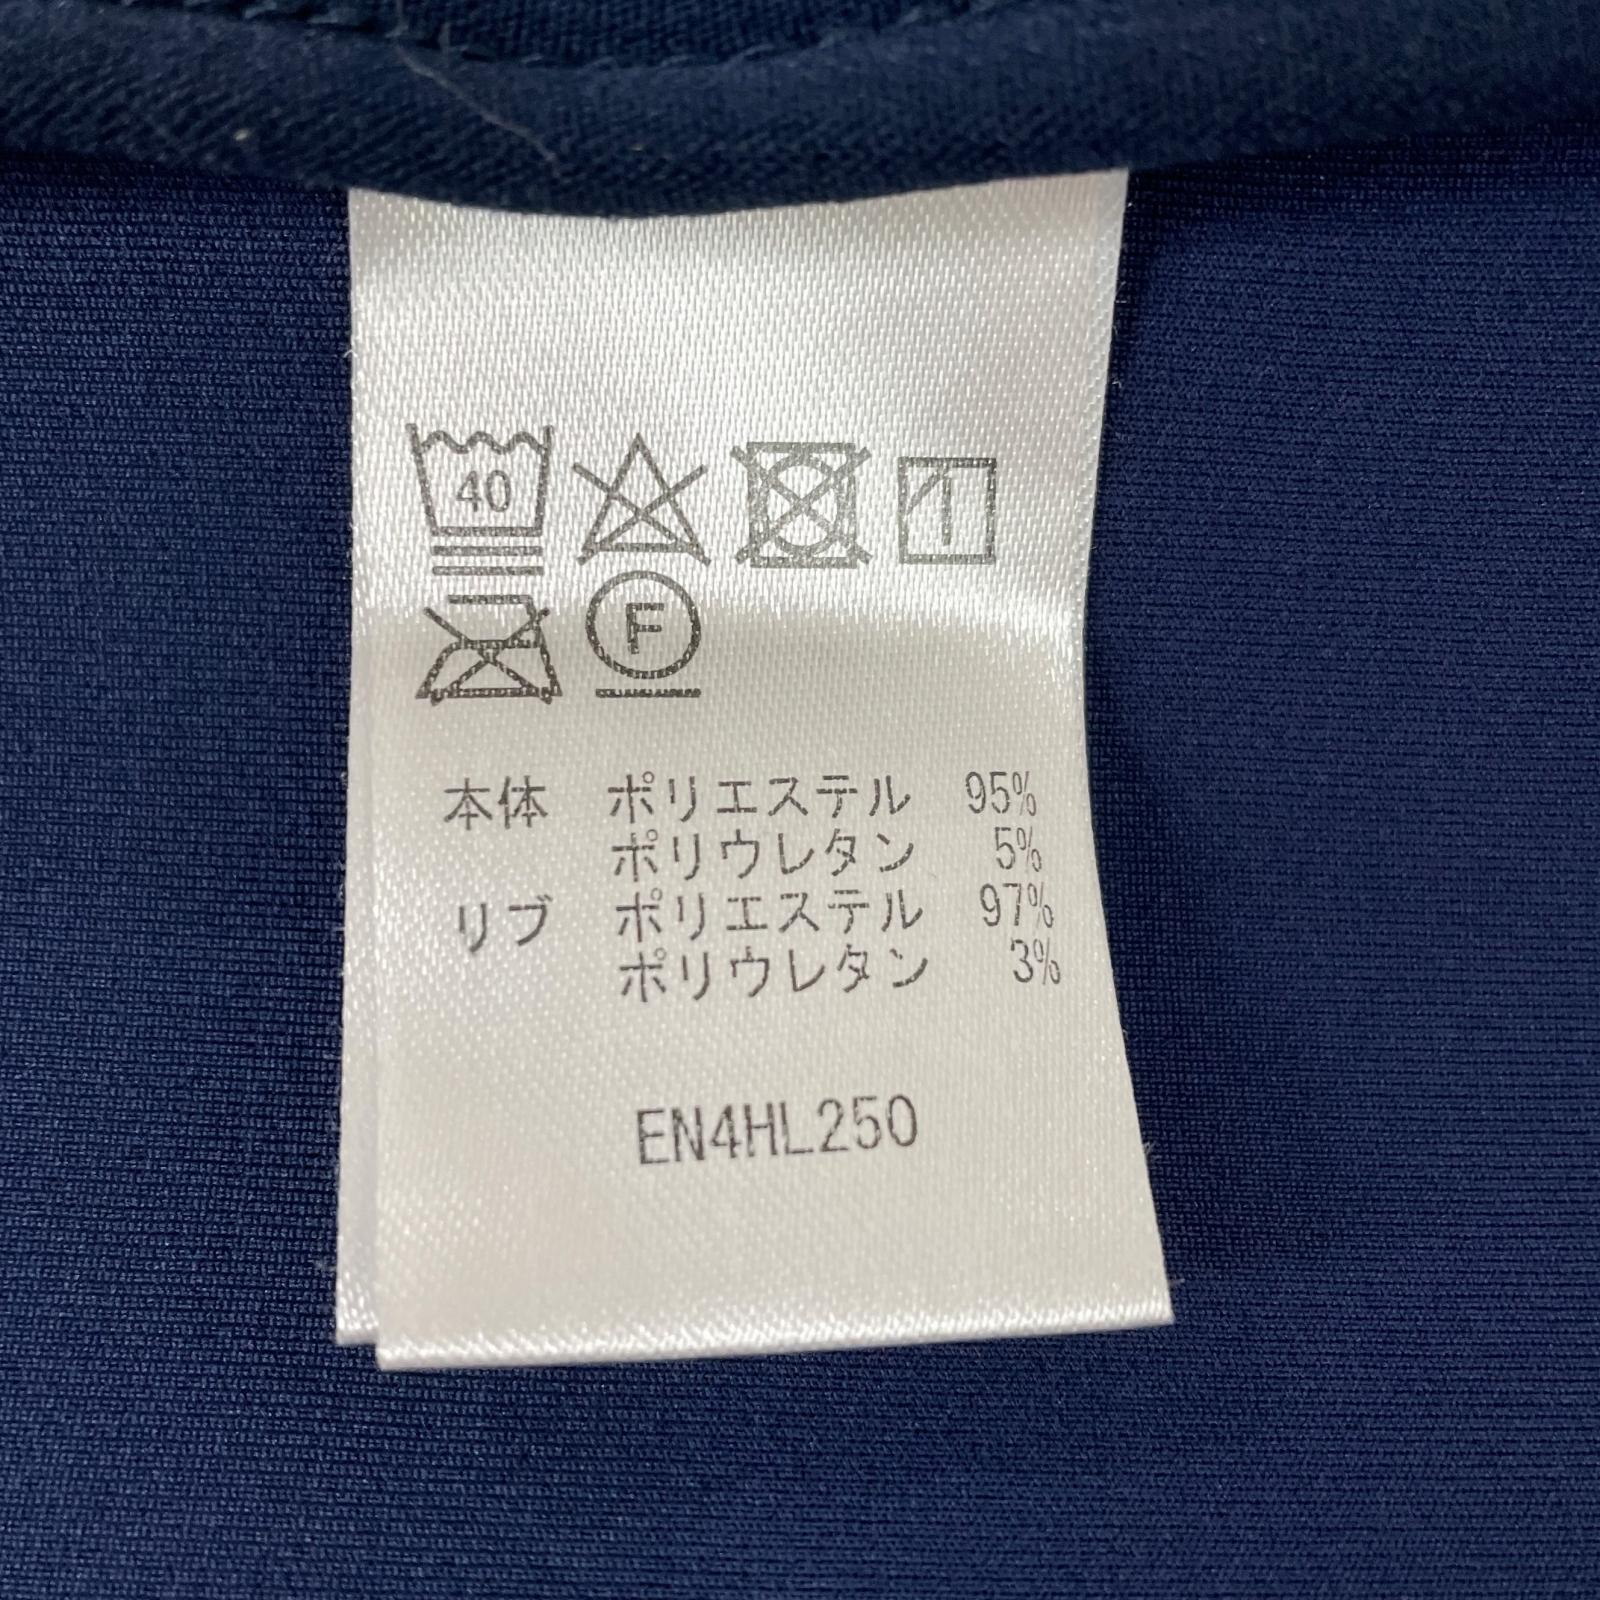 40
F
本体 ポリエステル 95%
ポリウレタン 5%
リブ ポリエステル 97%
ポリウレタン 3%
EN4HL250